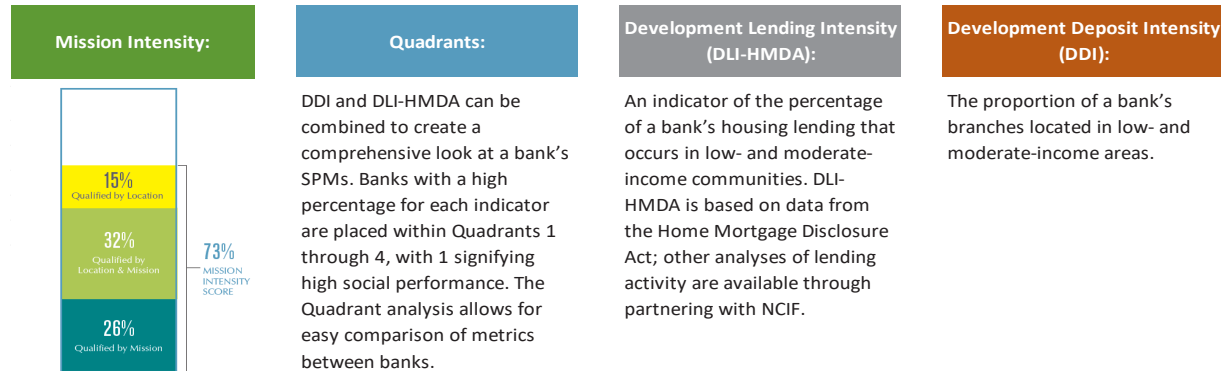 Mission Intensity:
15%
Qualified by Location
32%
Qualified by
Location & Mission
26%
Qualified by Mission
73%
MISSION
INTENSITY
SCORE
Quadrants:
DDI and DLI-HMDA can be
combined to create a
comprehensive look at a bank’s
SPMs. Banks with a high
percentage for each indicator
are placed within Quadrants 1
through 4, with 1 signifying
high social performance. The
Quadrant analysis allows for
easy comparison of metrics
between banks.
Development Lending Intensity
(DLI-HMDA):
An indicator of the percentage
of a bank’s housing lending that
occurs in low- and moderate-
income communities. DLI-
HMDA is based on data from
the Home Mortgage Disclosure
Act; other analyses of lending
activity are available through
partnering with NCIF.
Development Deposit Intensity
(DDI):
The proportion of a bank’s
branches located in low- and
moderate-income areas.